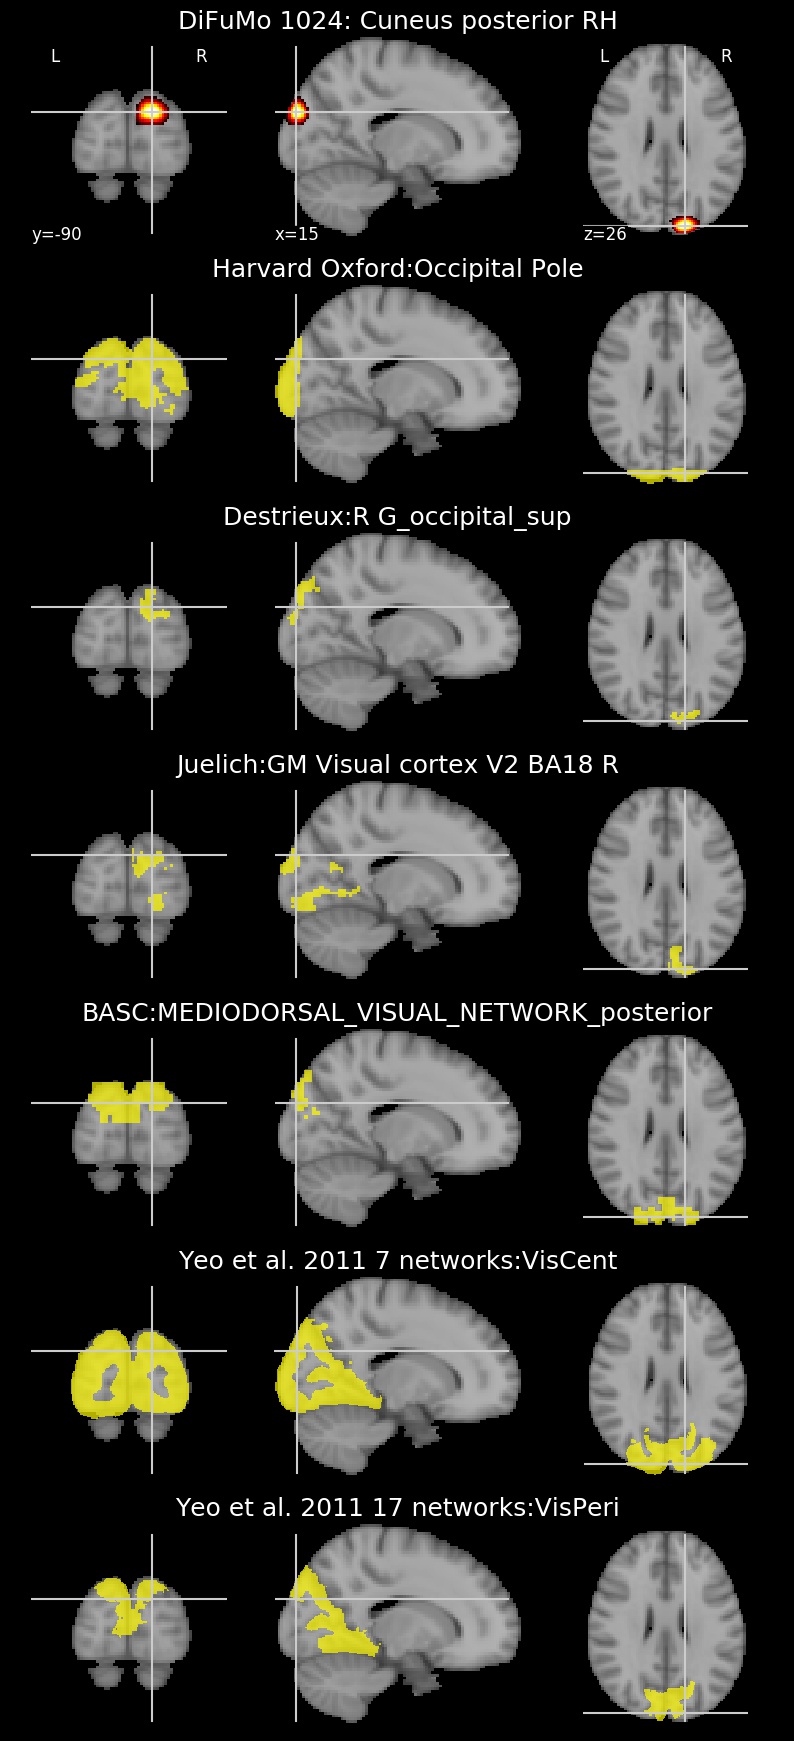 DiFuMo 1024: Cuneus posterior RH
L R L R
y=-90 x=15 z=26
Harvard Oxford:Occipital Pole
Destrieux:R G_occipital_sup
Juelich:GM Visual cortex V2 BA18 R
BASC:MEDIODORSAL_VISUAL_NETWORK_posterior
Yeo et al. 2011 7 networks:VisCent
Yeo et al. 2011 17 networks:VisPeri